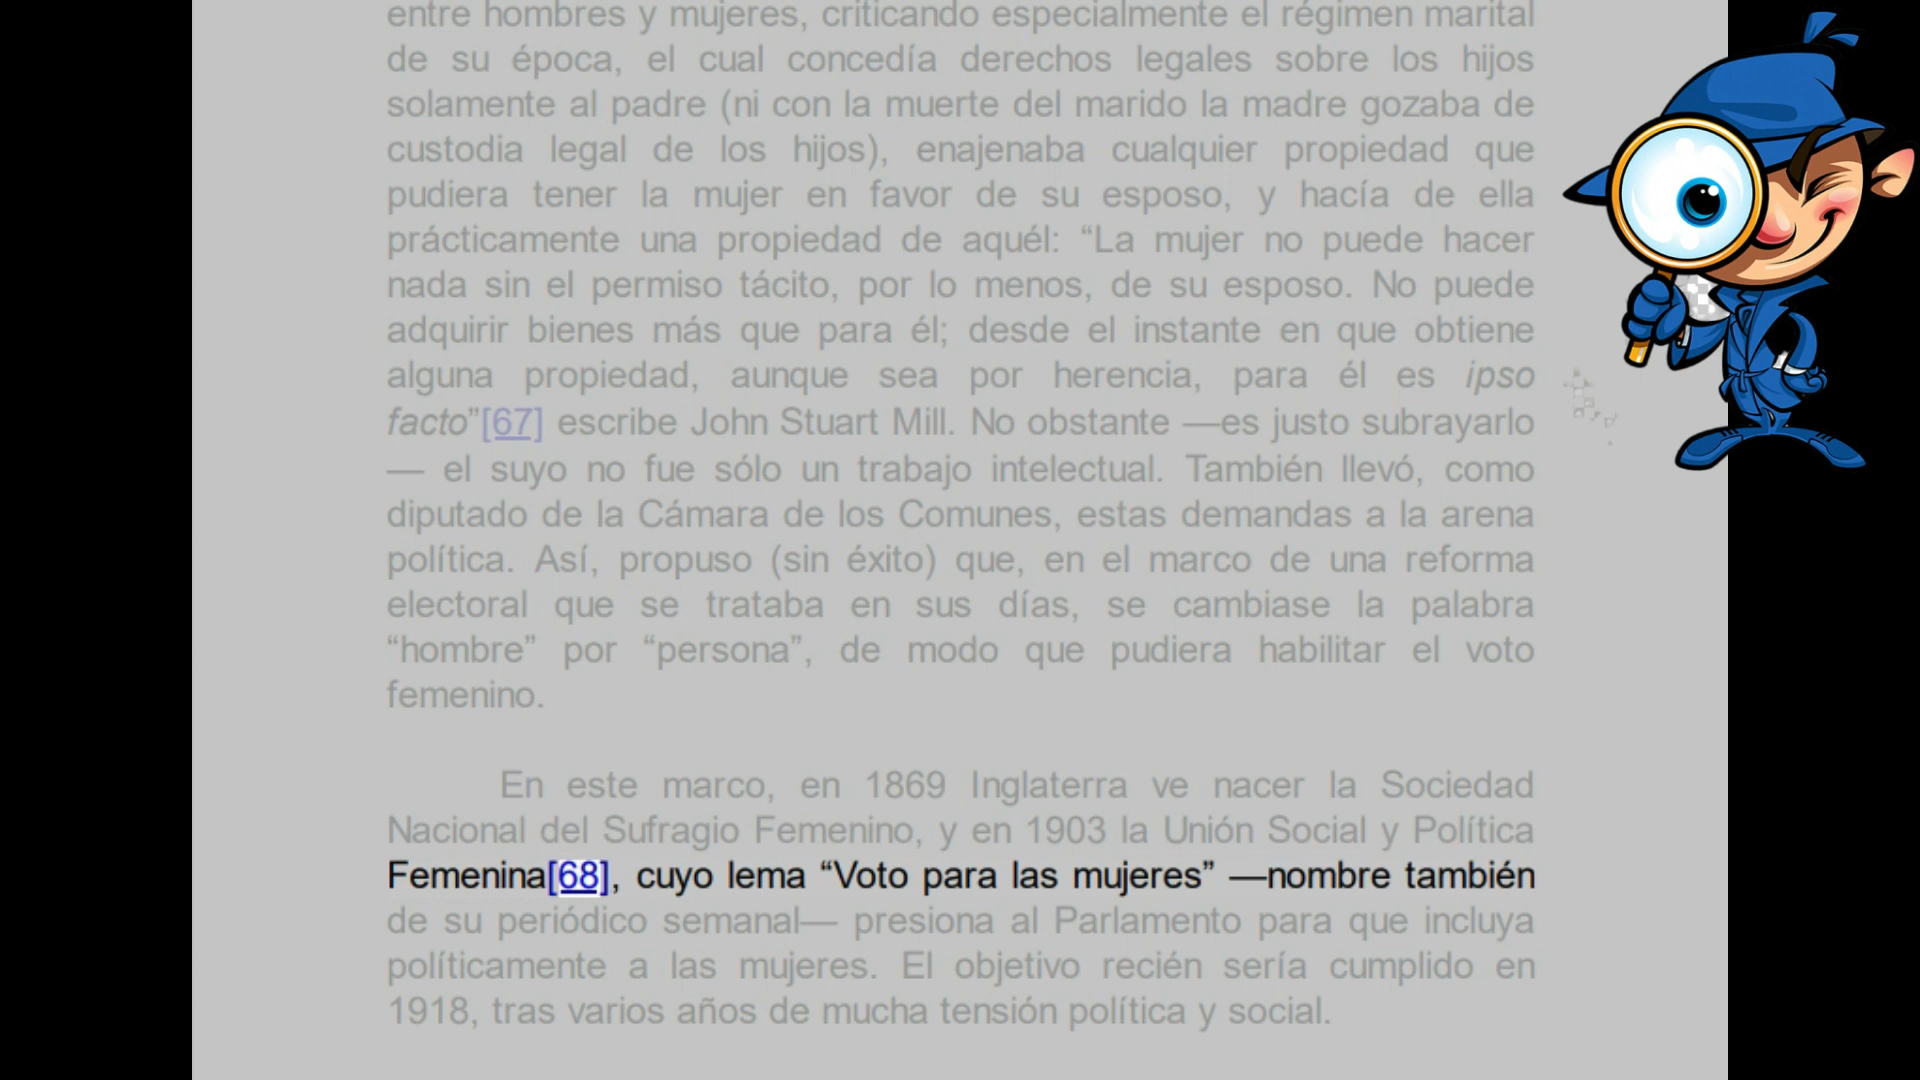 entre hombres y mujeres, criticando especialmente el régimen marital
de su época, el cual concedía derechos legales sobre los hijos
solamente al padre (ni con la muerte del marido la madre gozaba de
custodia legal de los hijos), enajenaba cualquier propiedad que
pudiera tener la mujer en favor de su esposo, y hacía de ella
prácticamente una propiedad de aquél: “La mujer no puede hacer
nada sin el permiso tácito, por lo menos, de su esposo. No puede
adquirir bienes más que para él; desde el instante en que obtiene
alguna propiedad, aunque sea por herencia, para él es ipso
facto”[67] escribe John Stuart Mill. No obstante —es justo subrayarlo
— el suyo no fue sólo un trabajo intelectual. También llevó, como
diputado de la Cámara de los Comunes, estas demandas a la arena
política. Así, propuso (sin éxito) que, en el marco de una reforma
electoral que se trataba en sus días, se cambiase la palabra
“hombre” por “persona”, de modo que pudiera habilitar el voto
femenino.
En este marco, en 1869 Inglaterra ve nacer la Sociedad
Nacional del Sufragio Femenino, y en 1903 la Unión Social y Política
Femenina[68], cuyo lema “Voto para las mujeres” —nombre también
de su periódico semanal— presiona al Parlamento para que incluya
políticamente a las mujeres. El objetivo recién sería cumplido en
1918, tras varios años de mucha tensión política y social.